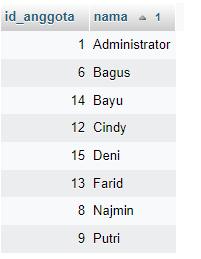 id_anggota nama 1
1 Administrator
6 Bagus
14 Bayu
12 Cindy
15 Deni
13 Farid
8 Najmin
9 Putri